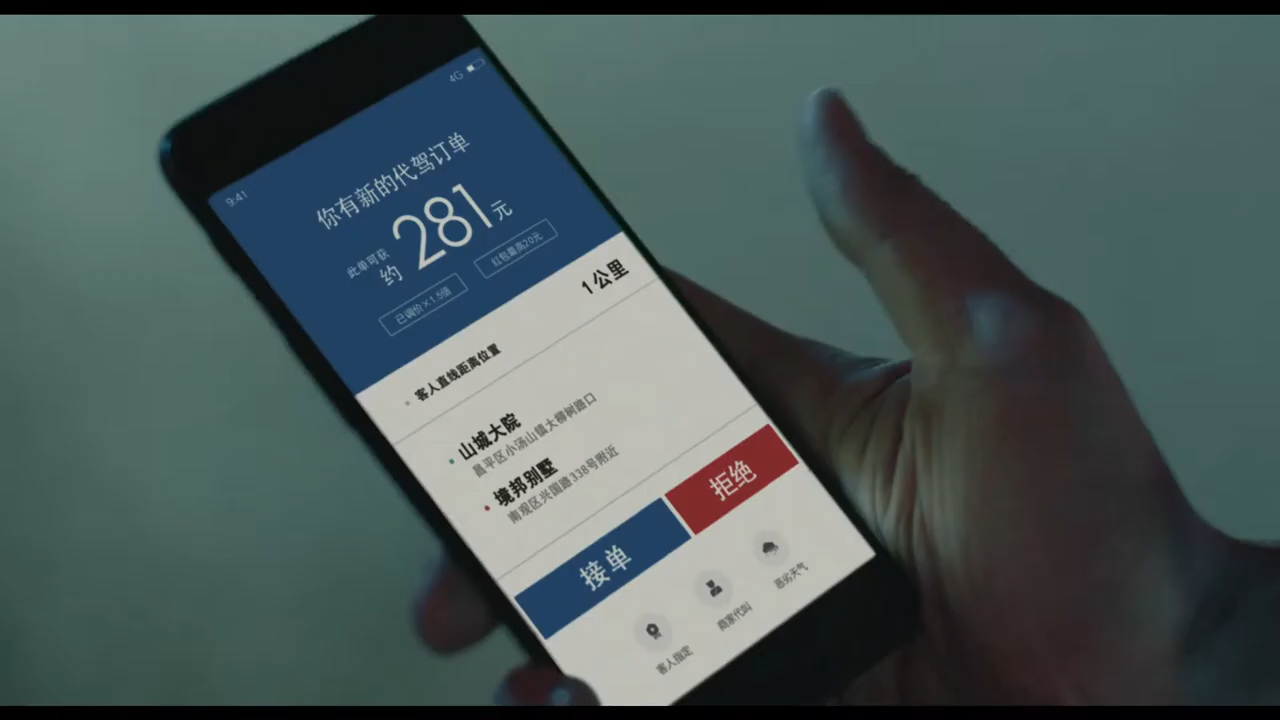 9:41
4G
你有新的代驾订单
此单可获
约
281元
已调价×1.5倍
红包最高20元
客人直线距离位置
1公里
山城大院
昌平区小汤山镇大柳树路口
境邦别墅
南观区兴国路338号附近
接单
拒绝
客人指定
商家代叫
恶劣天气